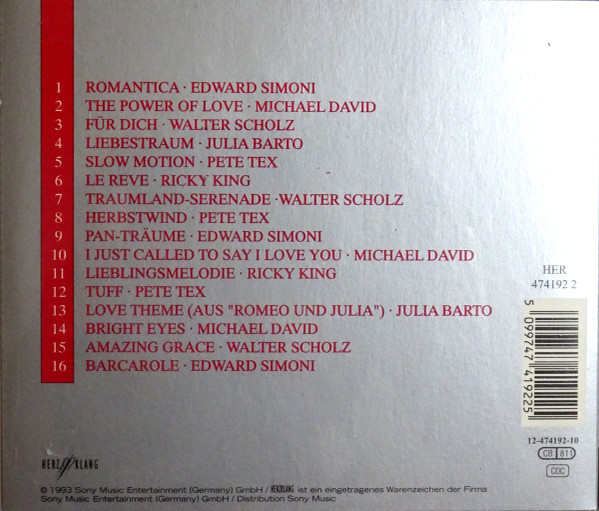 1 ROMANTICA · EDWARD SIMONI
2 THE POWER OF LOVE · MICHAEL DAVID
3 FÜR DICH · WALTER SCHOLZ
4 LIEBESTRAUM · JULIA BARTO
5 SLOW MOTION · PETE TEX
6 LE REVE · RICKY KING
7 TRAUMLAND-SERENADE ·WALTER SCHOLZ
8 HERBSTWIND · PETE TEX
9 PAN-TRÄUME · EDWARD SIMONI
10 I JUST CALLED TO SAY I LOVE YOU · MICHAEL DAVID
11 LIEBLINGSMELODIE · RICKY KING
12 TUFF · PETE TEX
13 LOVE THEME (AUS "ROMEO UND JULIA") · JULIA BARTO
14 BRIGHT EYES · MICHAEL DAVID
15 AMAZING GRACE · WALTER SCHOLZ
16 BARCAROLE · EDWARD SIMONI
HER
474192 2
5 099747 419225
12-474192-10
CB 811
CDC
HERZ KLANG
© 1993 Sony Music Entertainment (Germany) GmbH / HERZKLANG ist ein eingetragenes Warenzeichen der Firma
Sony Music Entertainment (Germany) GmbH / Distribution Sony Music